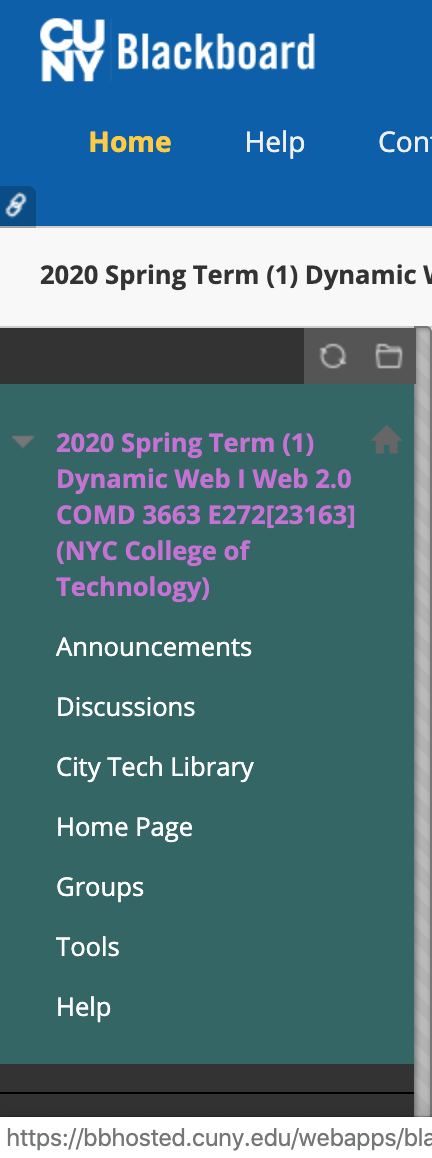 CU
NY Blackboard
Home Help
2020 Spring Term (1) Dynamic
2020 Spring Term (1)
Dynamic Web I Web 2.0
COMD 3663 E272[23163]
(NYC College of
Technology)
Announcements
Discussions
City Tech Library
Home Page
Groups
Tools
Help
https://bbhosted.cuny.edu/webapps/bla